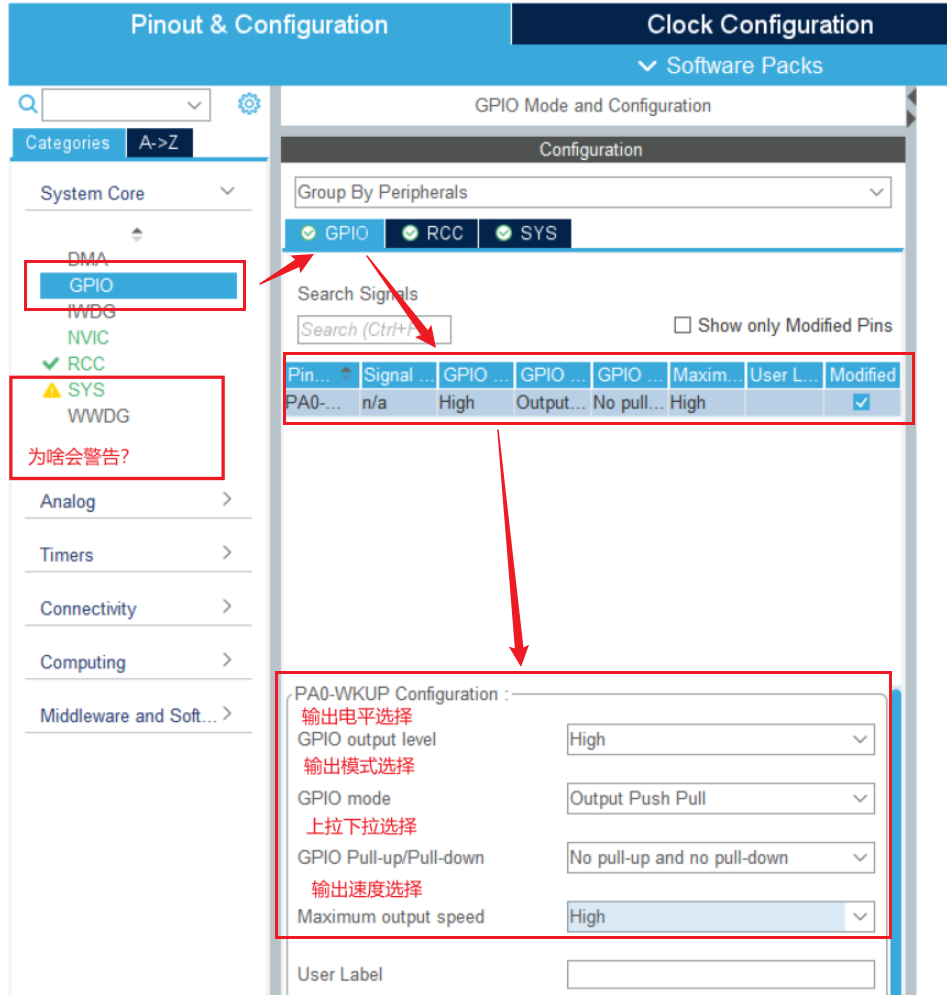 Pinout & Configuration
Clock Configuration
Software Packs
GPIO Mode and Configuration
Categories
A->Z
Configuration
System Core
Group By Peripherals
GPIO
RCC
SYS
DMA
GPIO
IWDG
NVIC
RCC
SYS
WWDG
为啥会警告?
Analog
Timers
Connectivity
Computing
Middleware and Soft...
Search Signals
Search (Ctrl+F
Show only Modified Pins
Pin... Signal ... GPIO ... GPIO ... GPIO ... Maxim... User L... Modified
PA0-... n/a High Output... No pull... High
PA0-WKUP Configuration :
输出电平选择
GPIO output level
High
输出模式选择
GPIO mode
Output Push Pull
上拉下拉选择
GPIO Pull-up/Pull-down
No pull-up and no pull-down
输出速度选择
Maximum output speed
High
User Label